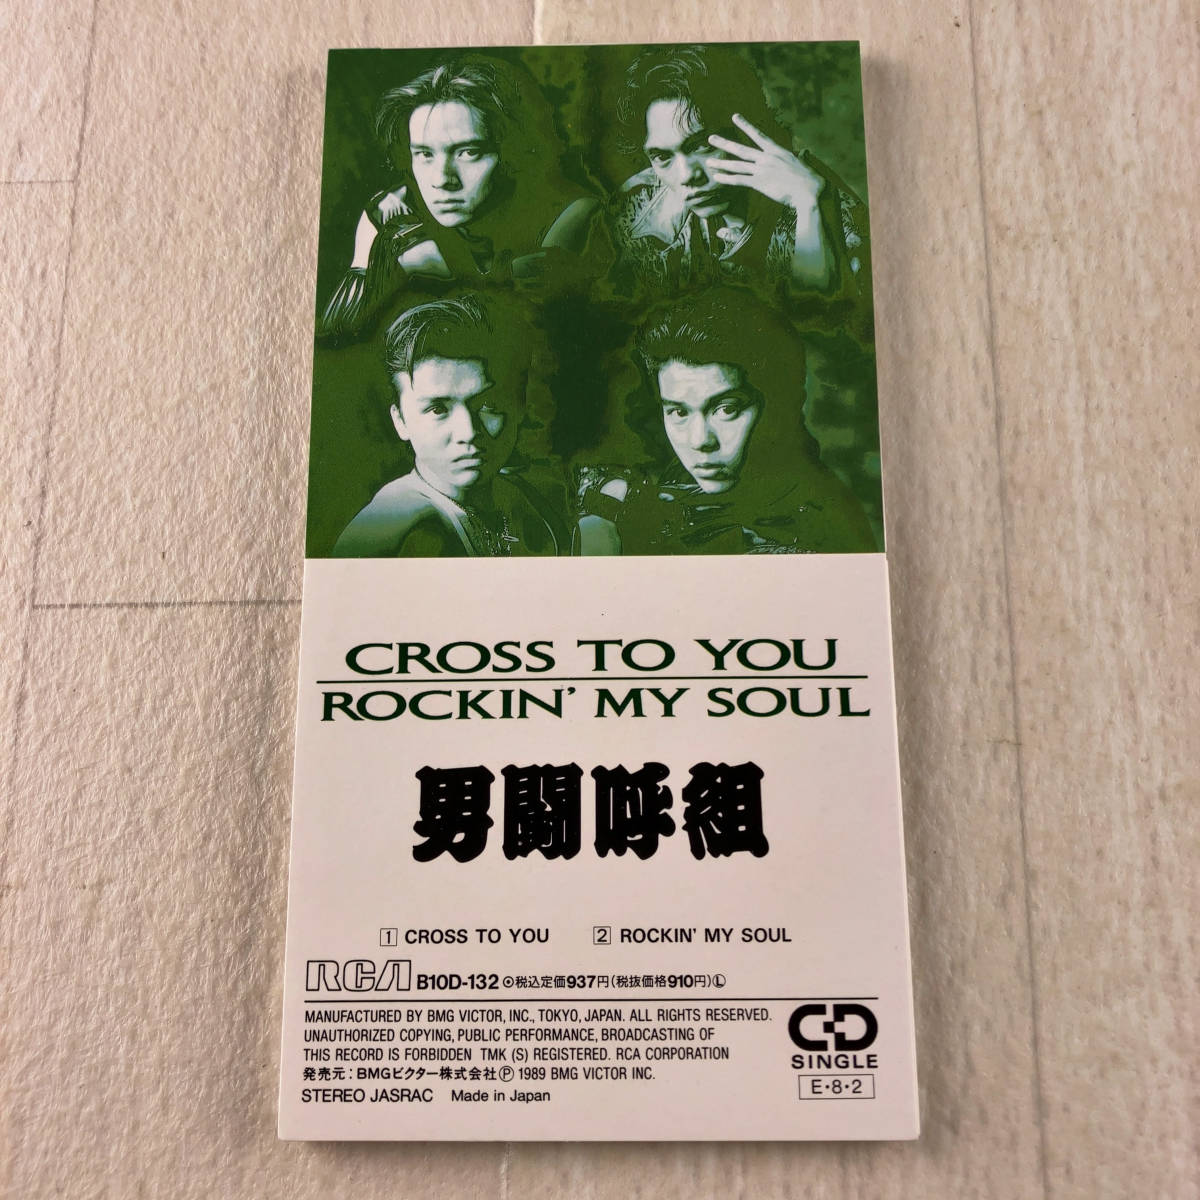 CROSS TO YOU
ROCKIN' MY SOUL
男闘呼組
1 CROSS TO YOU 2 ROCKIN' MY SOUL
RCA B10D-132 ⦿税込定価937円(税抜価格910円)Ⓛ
MANUFACTURED BY BMG VICTOR, INC., TOKYO, JAPAN. ALL RIGHTS RESERVED.
UNAUTHORIZED COPYING, PUBLIC PERFORMANCE, BROADCASTING OF
THIS RECORD IS FORBIDDEN TMK (S) REGISTERED. RCA CORPORATION
発売元:BMGビクター株式会社Ⓟ 1989 BMG VICTOR INC.
STEREO JASRAC Made in Japan
CD
SINGLE
E・8・2